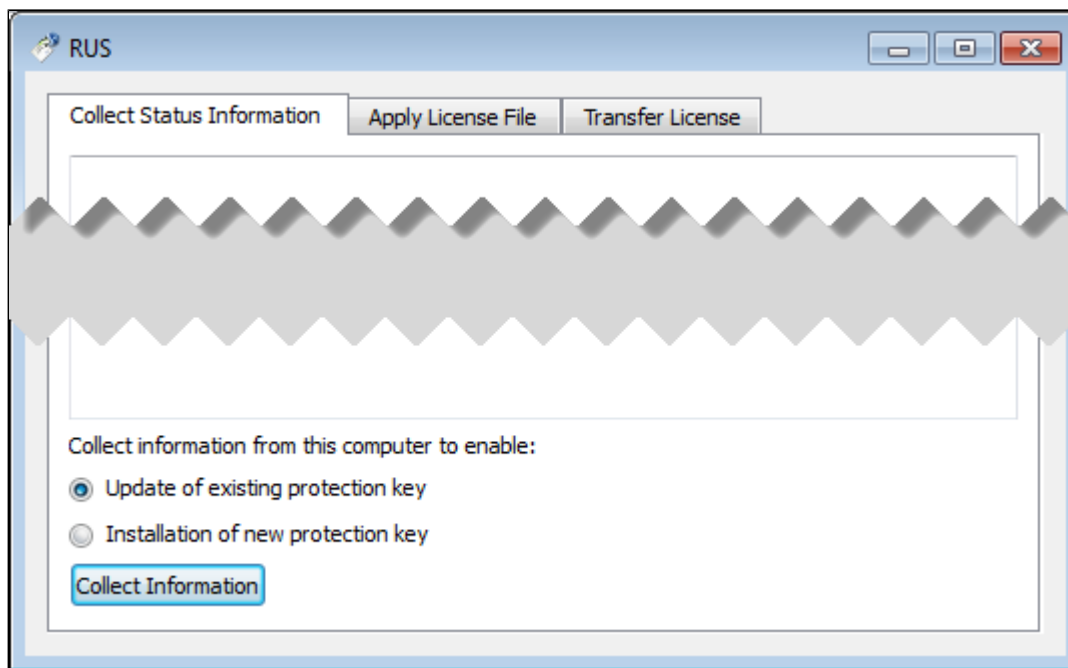 RUS
Collect Status Information
Apply License File
Transfer License
Collect information from this computer to enable:
Update of existing protection key
Installation of new protection key
Collect Information